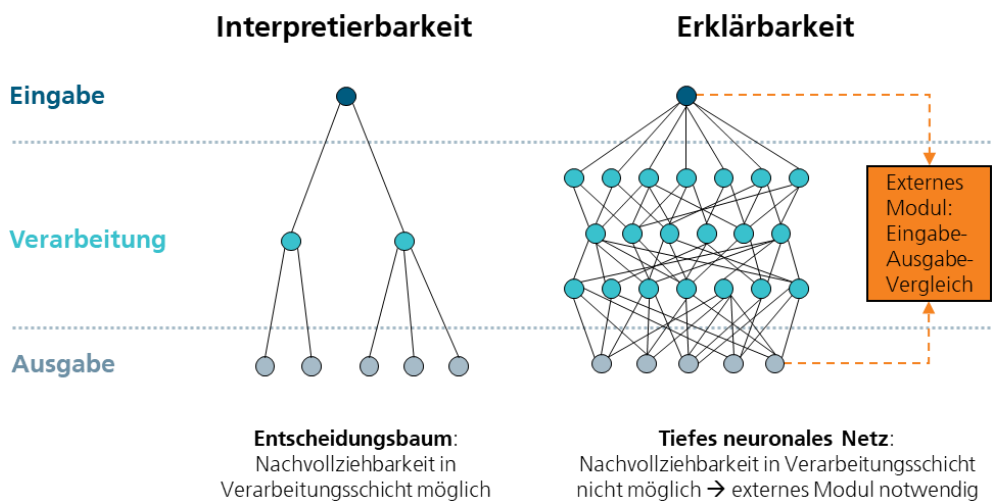 Interpretierbarkeit
Erklärbarkeit
Eingabe
Verarbeitung
Ausgabe
Externes
Modul:
Eingabe-
Ausgabe-
Vergleich
Entscheidungsbaum:
Nachvollziehbarkeit in
Verarbeitungsschicht möglich
Tiefes neuronales Netz:
Nachvollziehbarkeit in Verarbeitungsschicht
nicht möglich → externes Modul notwendig